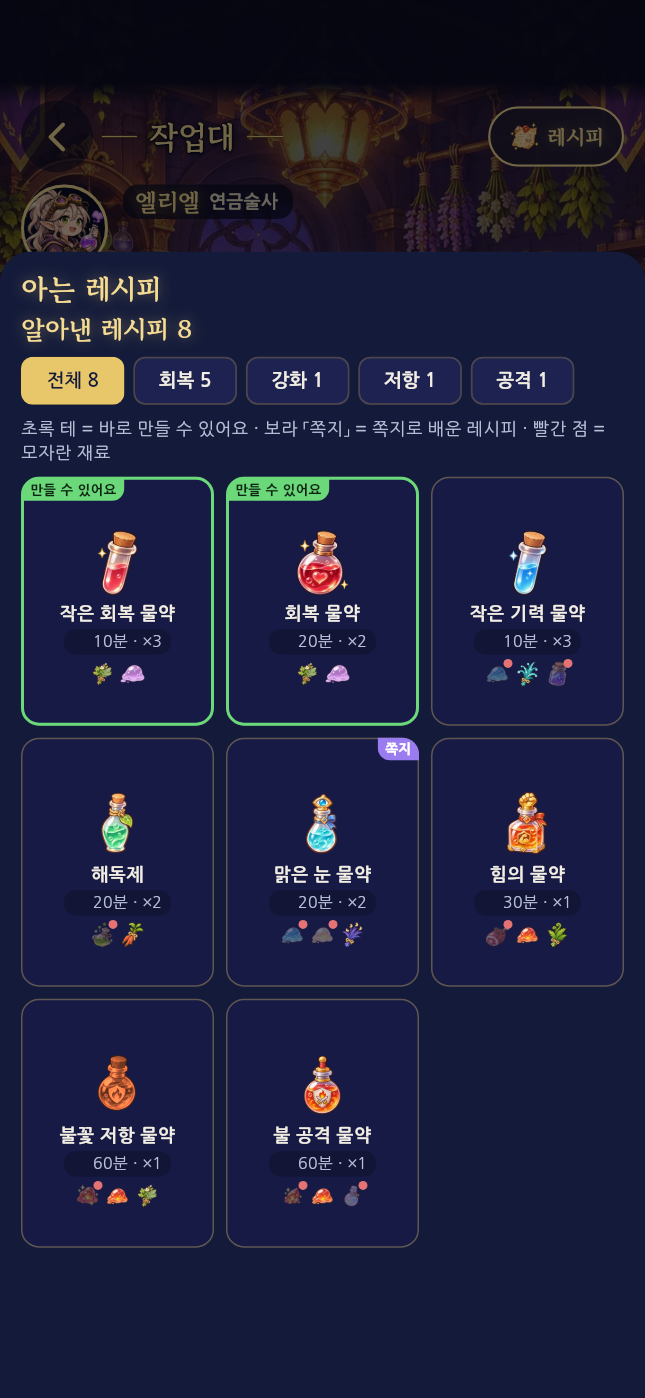 작업대
레시피
엘리엘 연금술사
아는 레시피
알아낸 레시피 8
전체 8
회복 5
강화 1
저항 1
공격 1
초록 테 = 바로 만들 수 있어요 · 보라 「쪽지」 = 쪽지로 배운 레시피 · 빨간 점 =
모자란 재료
만들 수 있어요
작은 회복 물약
10분 · ×3
만들 수 있어요
회복 물약
20분 · ×2
작은 기력 물약
10분 · ×3
해독제
20분 · ×2
쪽지
맑은 눈 물약
20분 · ×2
힘의 물약
30분 · ×1
불꽃 저항 물약
60분 · ×1
불 공격 물약
60분 · ×1